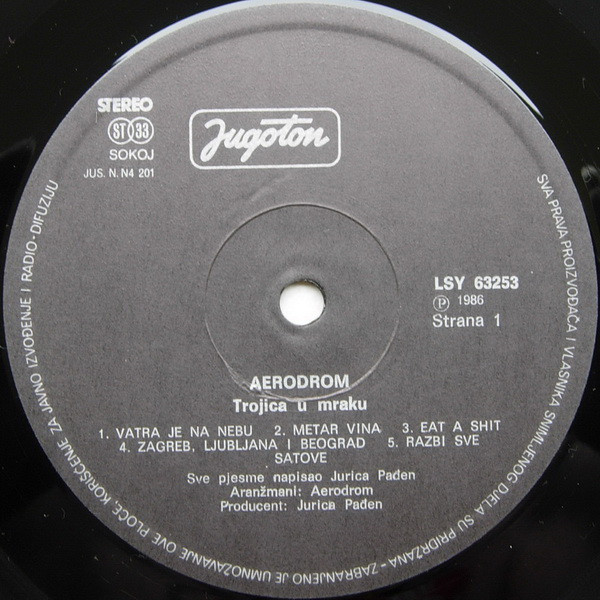 STEREO
ST 33
SOKOJ
JUS. N. N4 201
Jugoton
LSY 63253
Ⓟ 1986
Strana 1
AERODROM
Trojica u mraku
1. VATRA JE NA NEBU 2. METAR VINA 3. EAT A SHIT
4. ZAGREB, LJUBLJANA I BEOGRAD 5. RAZBI SVE
SATOVE
Sve pjesme napisao Jurica Pađen
Aranžmani: Aerodrom
Producent: Jurica Pađen
SVA PRAVA PROIZVOĐAČA I VLASNIKA SNIMLJENOG DJELA SU PRIDRŽANA - ZABRANJENO JE UMNOŽAVANJE OVE PLOČE, KORIŠĆENJE ZA JAVNO IZVOĐENJE I RADIO-DIFUZIJU